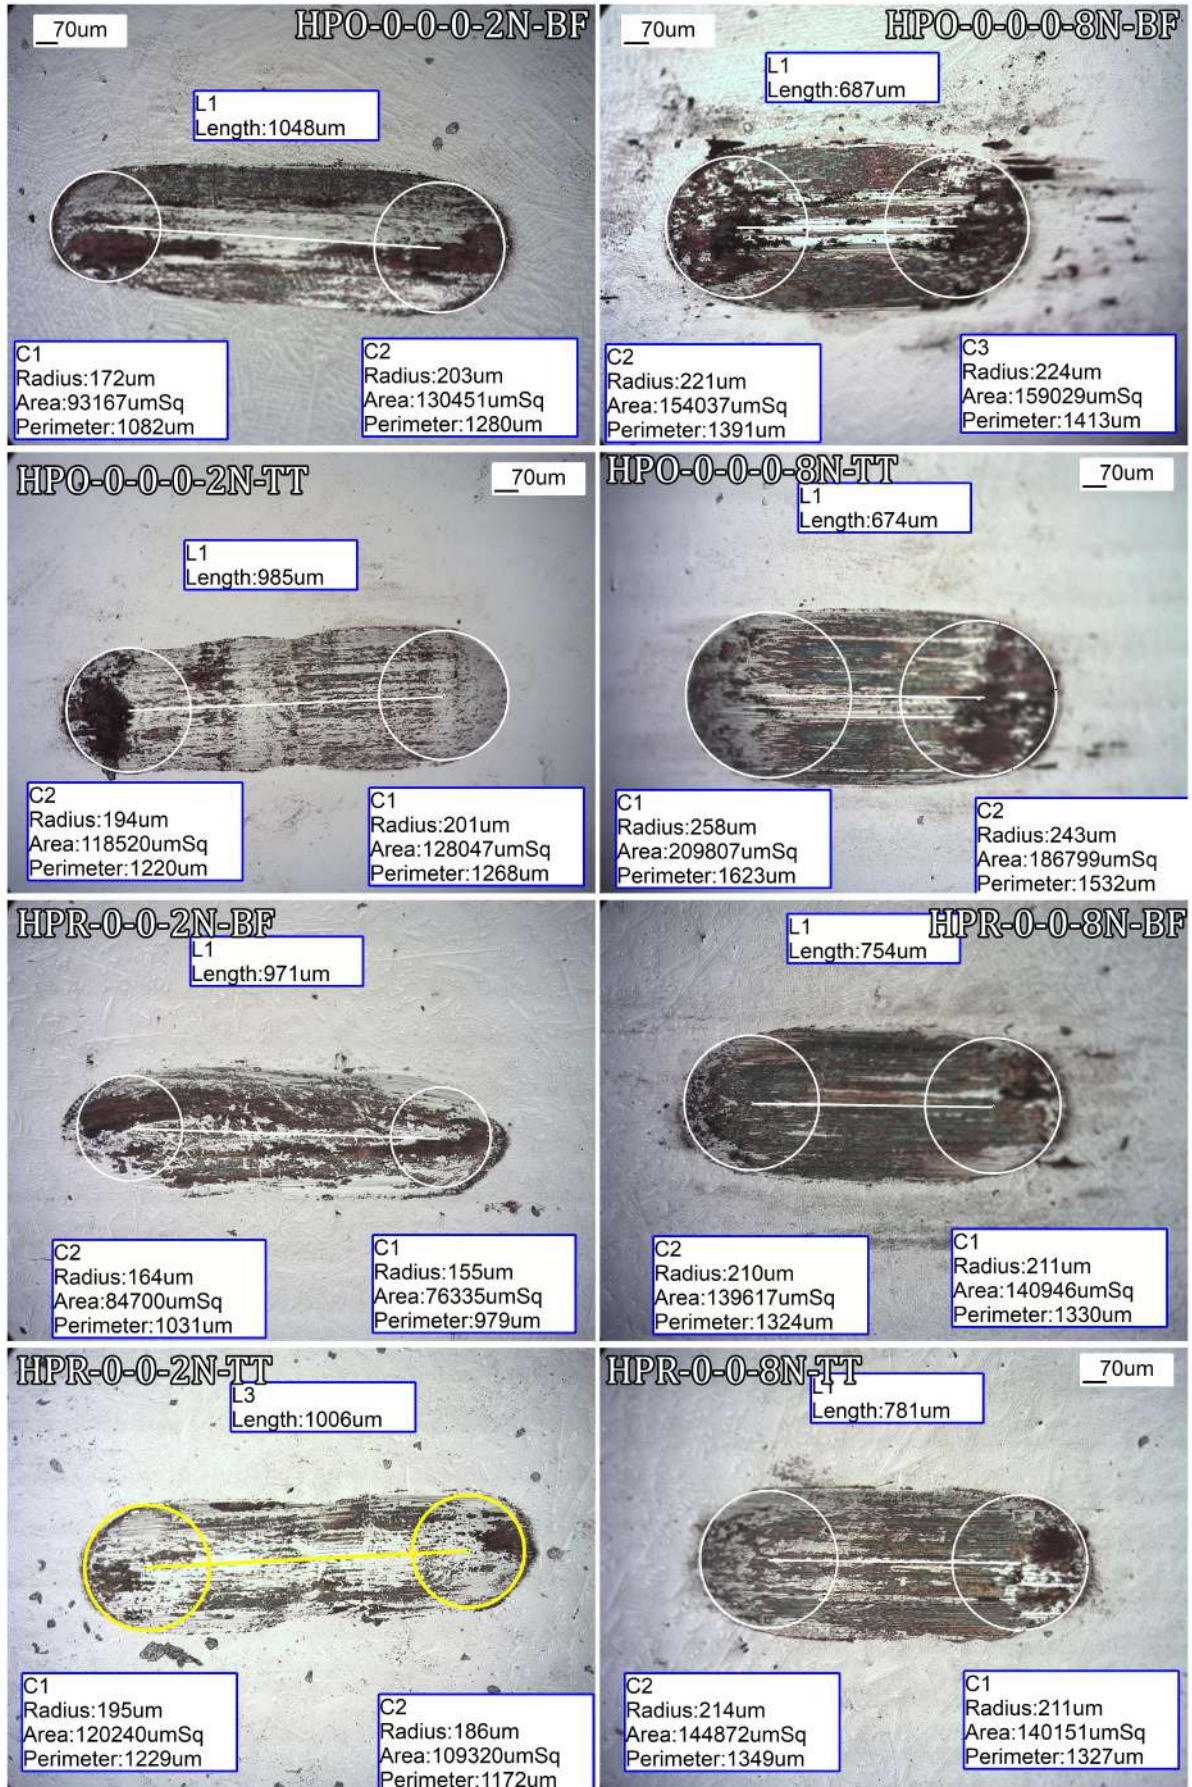 70um
HPO-0-0-0-2N-BF
L1
Length:1048um
C1
Radius:172um
Area:93167umSq
Perimeter:1082um
C2
Radius:203um
Area:130451umSq
Perimeter:1280um
70um
HPO-0-0-0-8N-BF
L1
Length:687um
C2
Radius:221um
Area:154037umSq
Perimeter:1391um
C3
Radius:224um
Area:159029umSq
Perimeter:1413um
HPO-0-0-0-2N-TT
70um
L1
Length:985um
C2
Radius:194um
Area:118520umSq
Perimeter:1220um
C1
Radius:201um
Area:128047umSq
Perimeter:1268um
HPO-0-0-0-8N-TT
70um
L1
Length:674um
C1
Radius:258um
Area:209807umSq
Perimeter:1623um
C2
Radius:243um
Area:186799umSq
Perimeter:1532um
HPR-0-0-2N-BF
L1
Length:971um
C2
Radius:164um
Area:84700umSq
Perimeter:1031um
C1
Radius:155um
Area:76335umSq
Perimeter:979um
HPR-0-0-8N-BF
L1
Length:754um
C2
Radius:210um
Area:139617umSq
Perimeter:1324um
C1
Radius:211um
Area:140946umSq
Perimeter:1330um
HPR-0-0-2N-TT
L3
Length:1006um
C1
Radius:195um
Area:120240umSq
Perimeter:1229um
C2
Radius:186um
Area:109320umSq
Perimeter:1172um
HPR-0-0-8N-TT
70um
L1
Length:781um
C2
Radius:214um
Area:144872umSq
Perimeter:1349um
C1
Radius:211um
Area:140151umSq
Perimeter:1327um